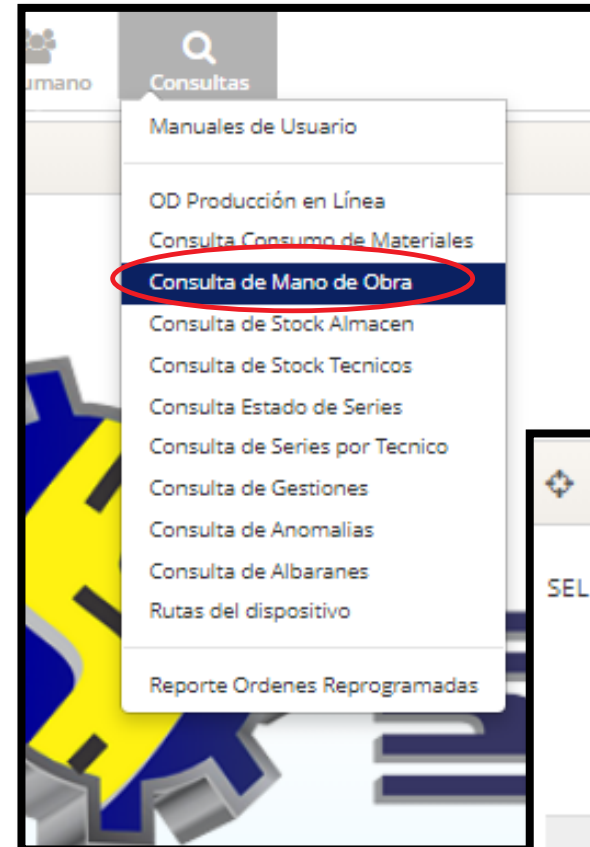 umano
Consultas
Manuales de Usuario
OD Producción en Línea
Consulta Consumo de Materiales
Consulta de Mano de Obra
Consulta de Stock Almacen
Consulta de Stock Tecnicos
Consulta Estado de Series
Consulta de Series por Tecnico
Consulta de Gestiones
Consulta de Anomalias
Consulta de Albaranes
Rutas del dispositivo
Reporte Ordenes Reprogramadas
SEL